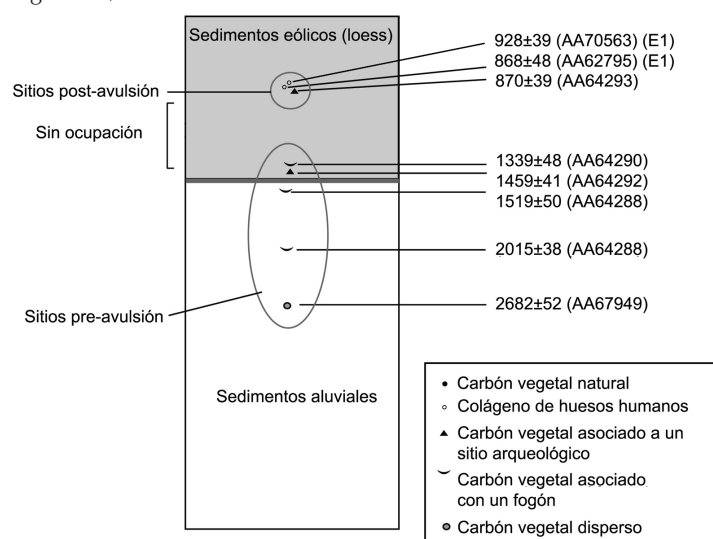 Sedimentos eólicos (loess)
928±39 (AA70563) (E1)
868±48 (AA62795) (E1)
870±39 (AA64293)
Sitios post-avulsión
Sin ocupación
1339±48 (AA64290)
1459±41 (AA64292)
1519±50 (AA64288)
2015±38 (AA64288)
2682±52 (AA67949)
Sitios pre-avulsión
Sedimentos aluviales
Carbón vegetal natural
Colágeno de huesos humanos
Carbón vegetal asociado a un
sitio arqueológico
Carbón vegetal asociado
con un fogón
Carbón vegetal disperso